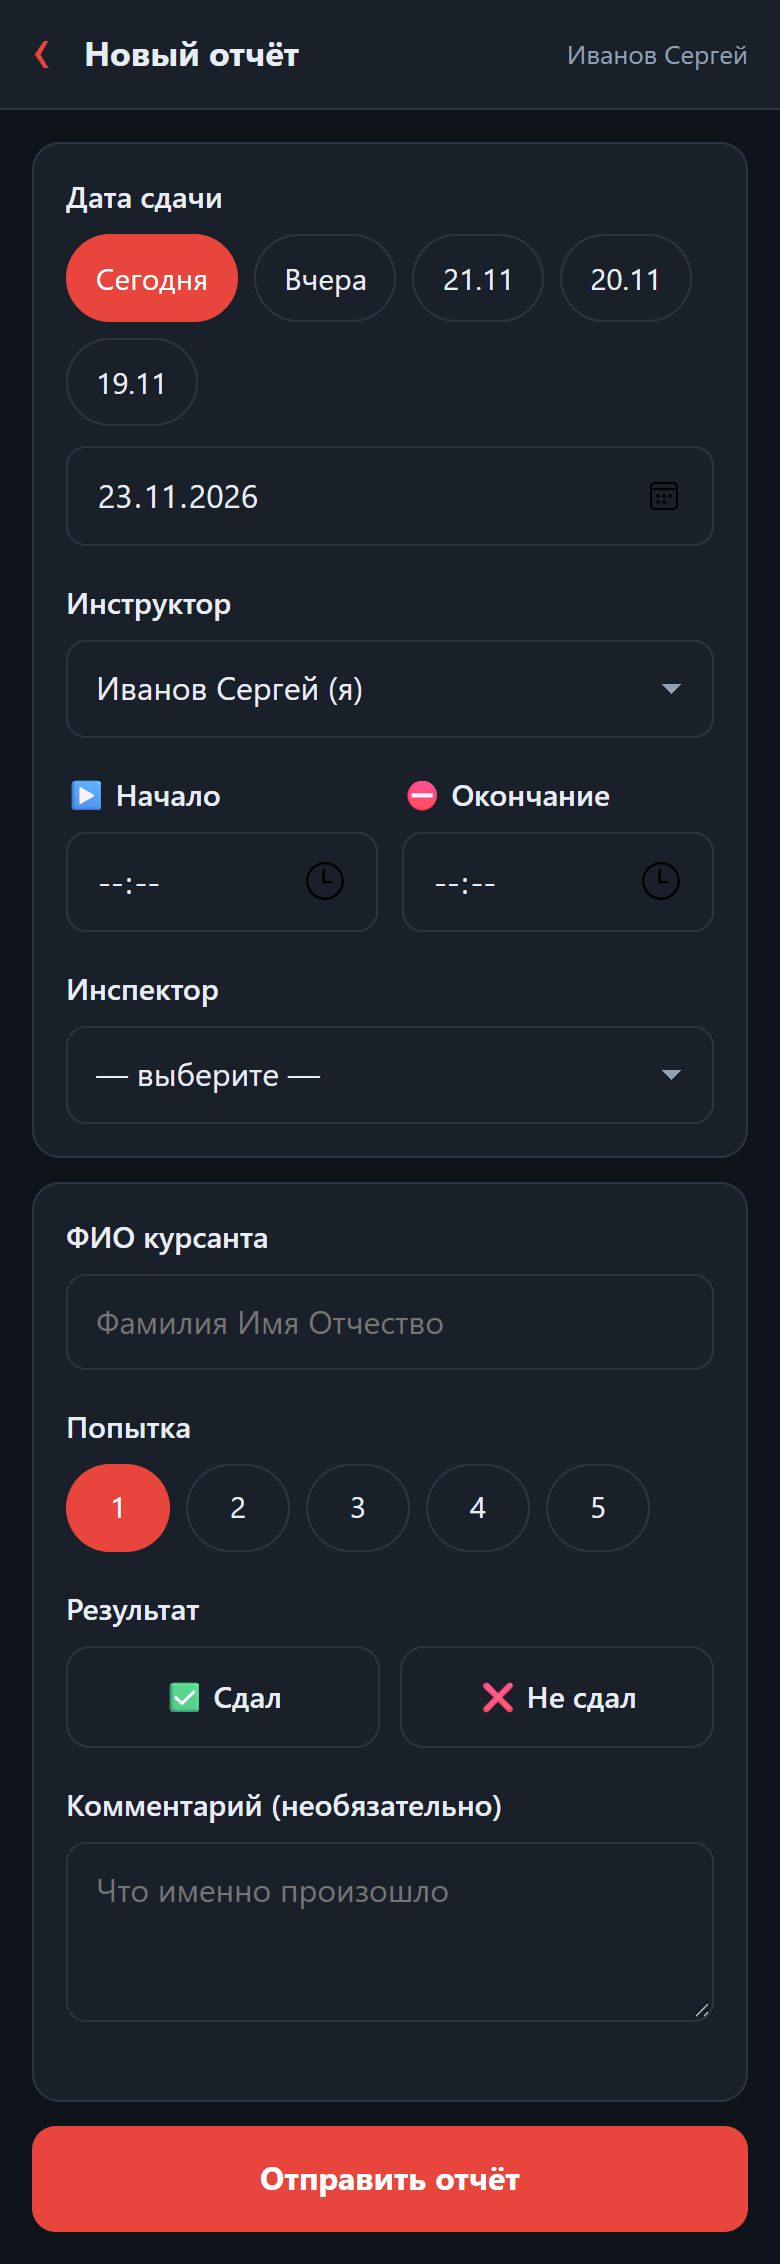 Новый отчёт
Иванов Сергей
Дата сдачи
Сегодня Вчера 21.11 20.11
19.11
23.11.2026
Инструктор
Иванов Сергей (я)
Начало Окончание
--:-- --:--
Инспектор
— выберите —
ФИО курсанта
Фамилия Имя Отчество
Попытка
1 2 3 4 5
Результат
Сдал Не сдал
Комментарий (необязательно)
Что именно произошло
Отправить отчёт